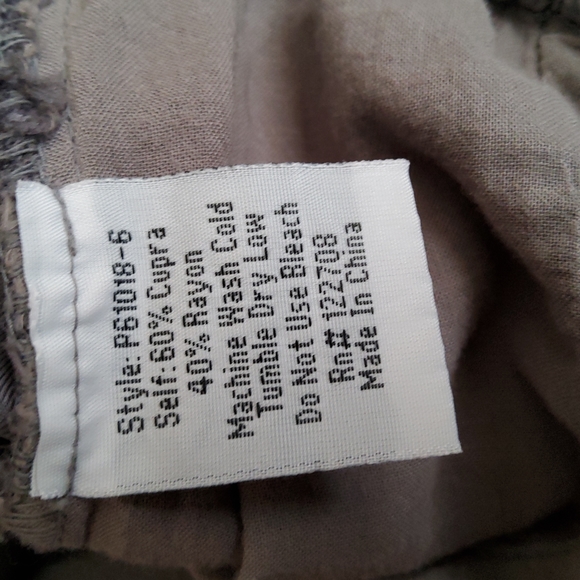 Style: P61018-6
Self: 60% Cupra
40% Rayon
Machine Wash Cold
Tumble Dry Low
Do Not Use Bleach
Rn# 122708
Made In China